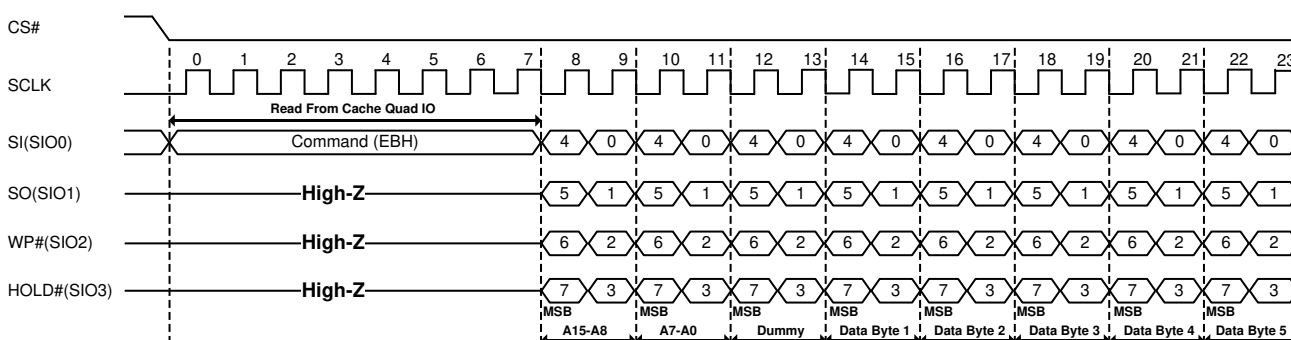 CS#
0 1 2 3 4 5 6 7 8 9 10 11 12 13 14 15 16 17 18 19 20 21 22 23
SCLK
Read From Cache Quad IO
SI(SIO0) Command (EBH) 4 0 4 0 4 0 4 0 4 0 4 0 4 0 4 0
SO(SIO1) High-Z 5 1 5 1 5 1 5 1 5 1 5 1 5 1 5 1
WP#(SIO2) High-Z 6 2 6 2 6 2 6 2 6 2 6 2 6 2 6 2
HOLD#(SIO3) High-Z 7 3 7 3 7 3 7 3 7 3 7 3 7 3 7 3
MSB MSB MSB MSB MSB MSB MSB MSB
A15-A8 A7-A0 Dummy Data Byte 1 Data Byte 2 Data Byte 3 Data Byte 4 Data Byte 5